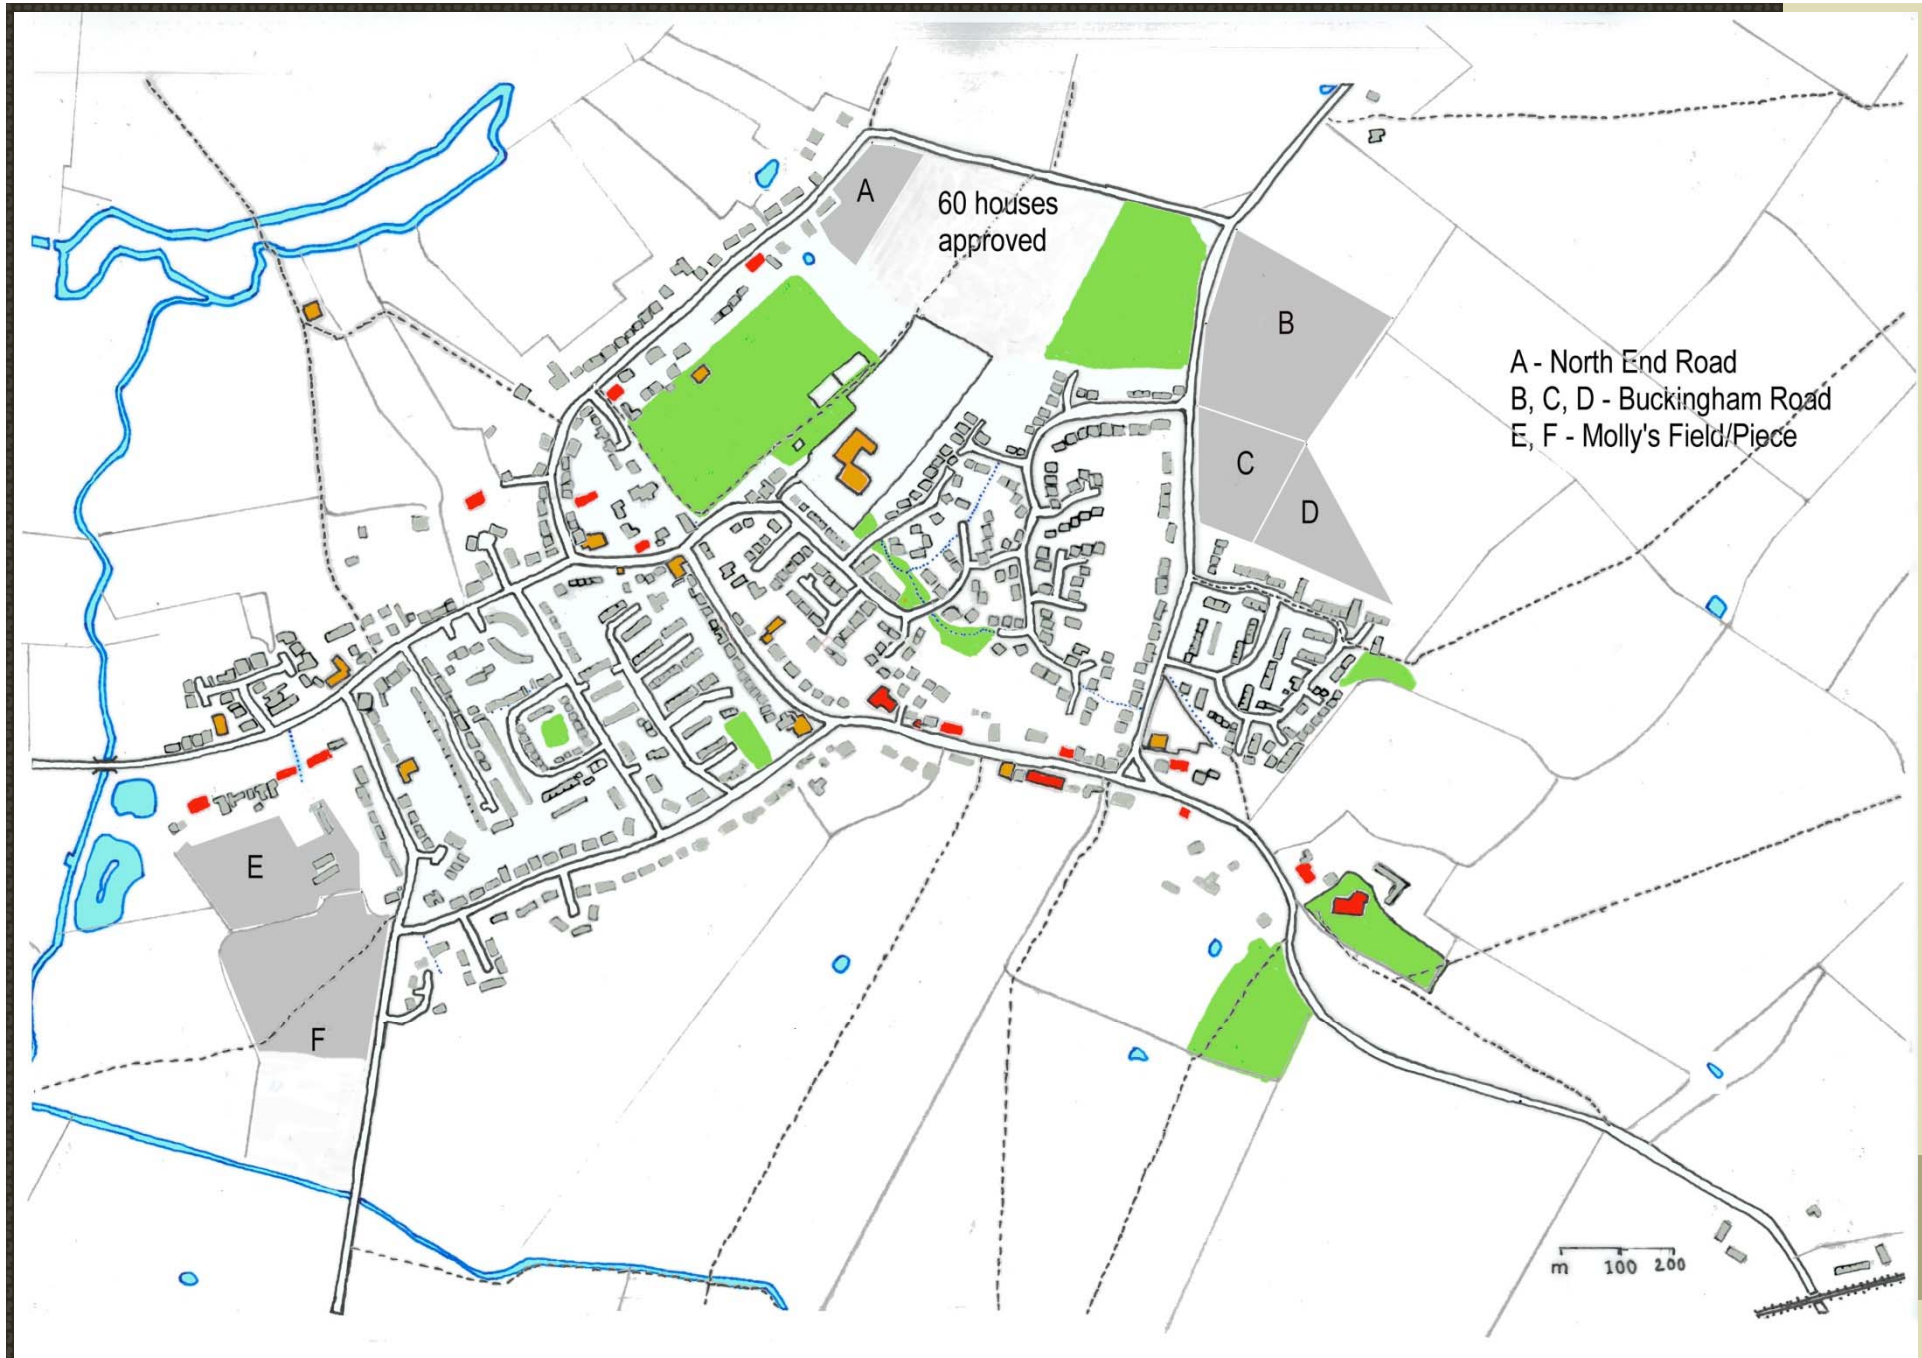 A
60 houses
approved
B
A - North End Road
B, C, D - Buckingham Road
E, F - Molly's Field/Piece
C
D
E
F
m 100 200